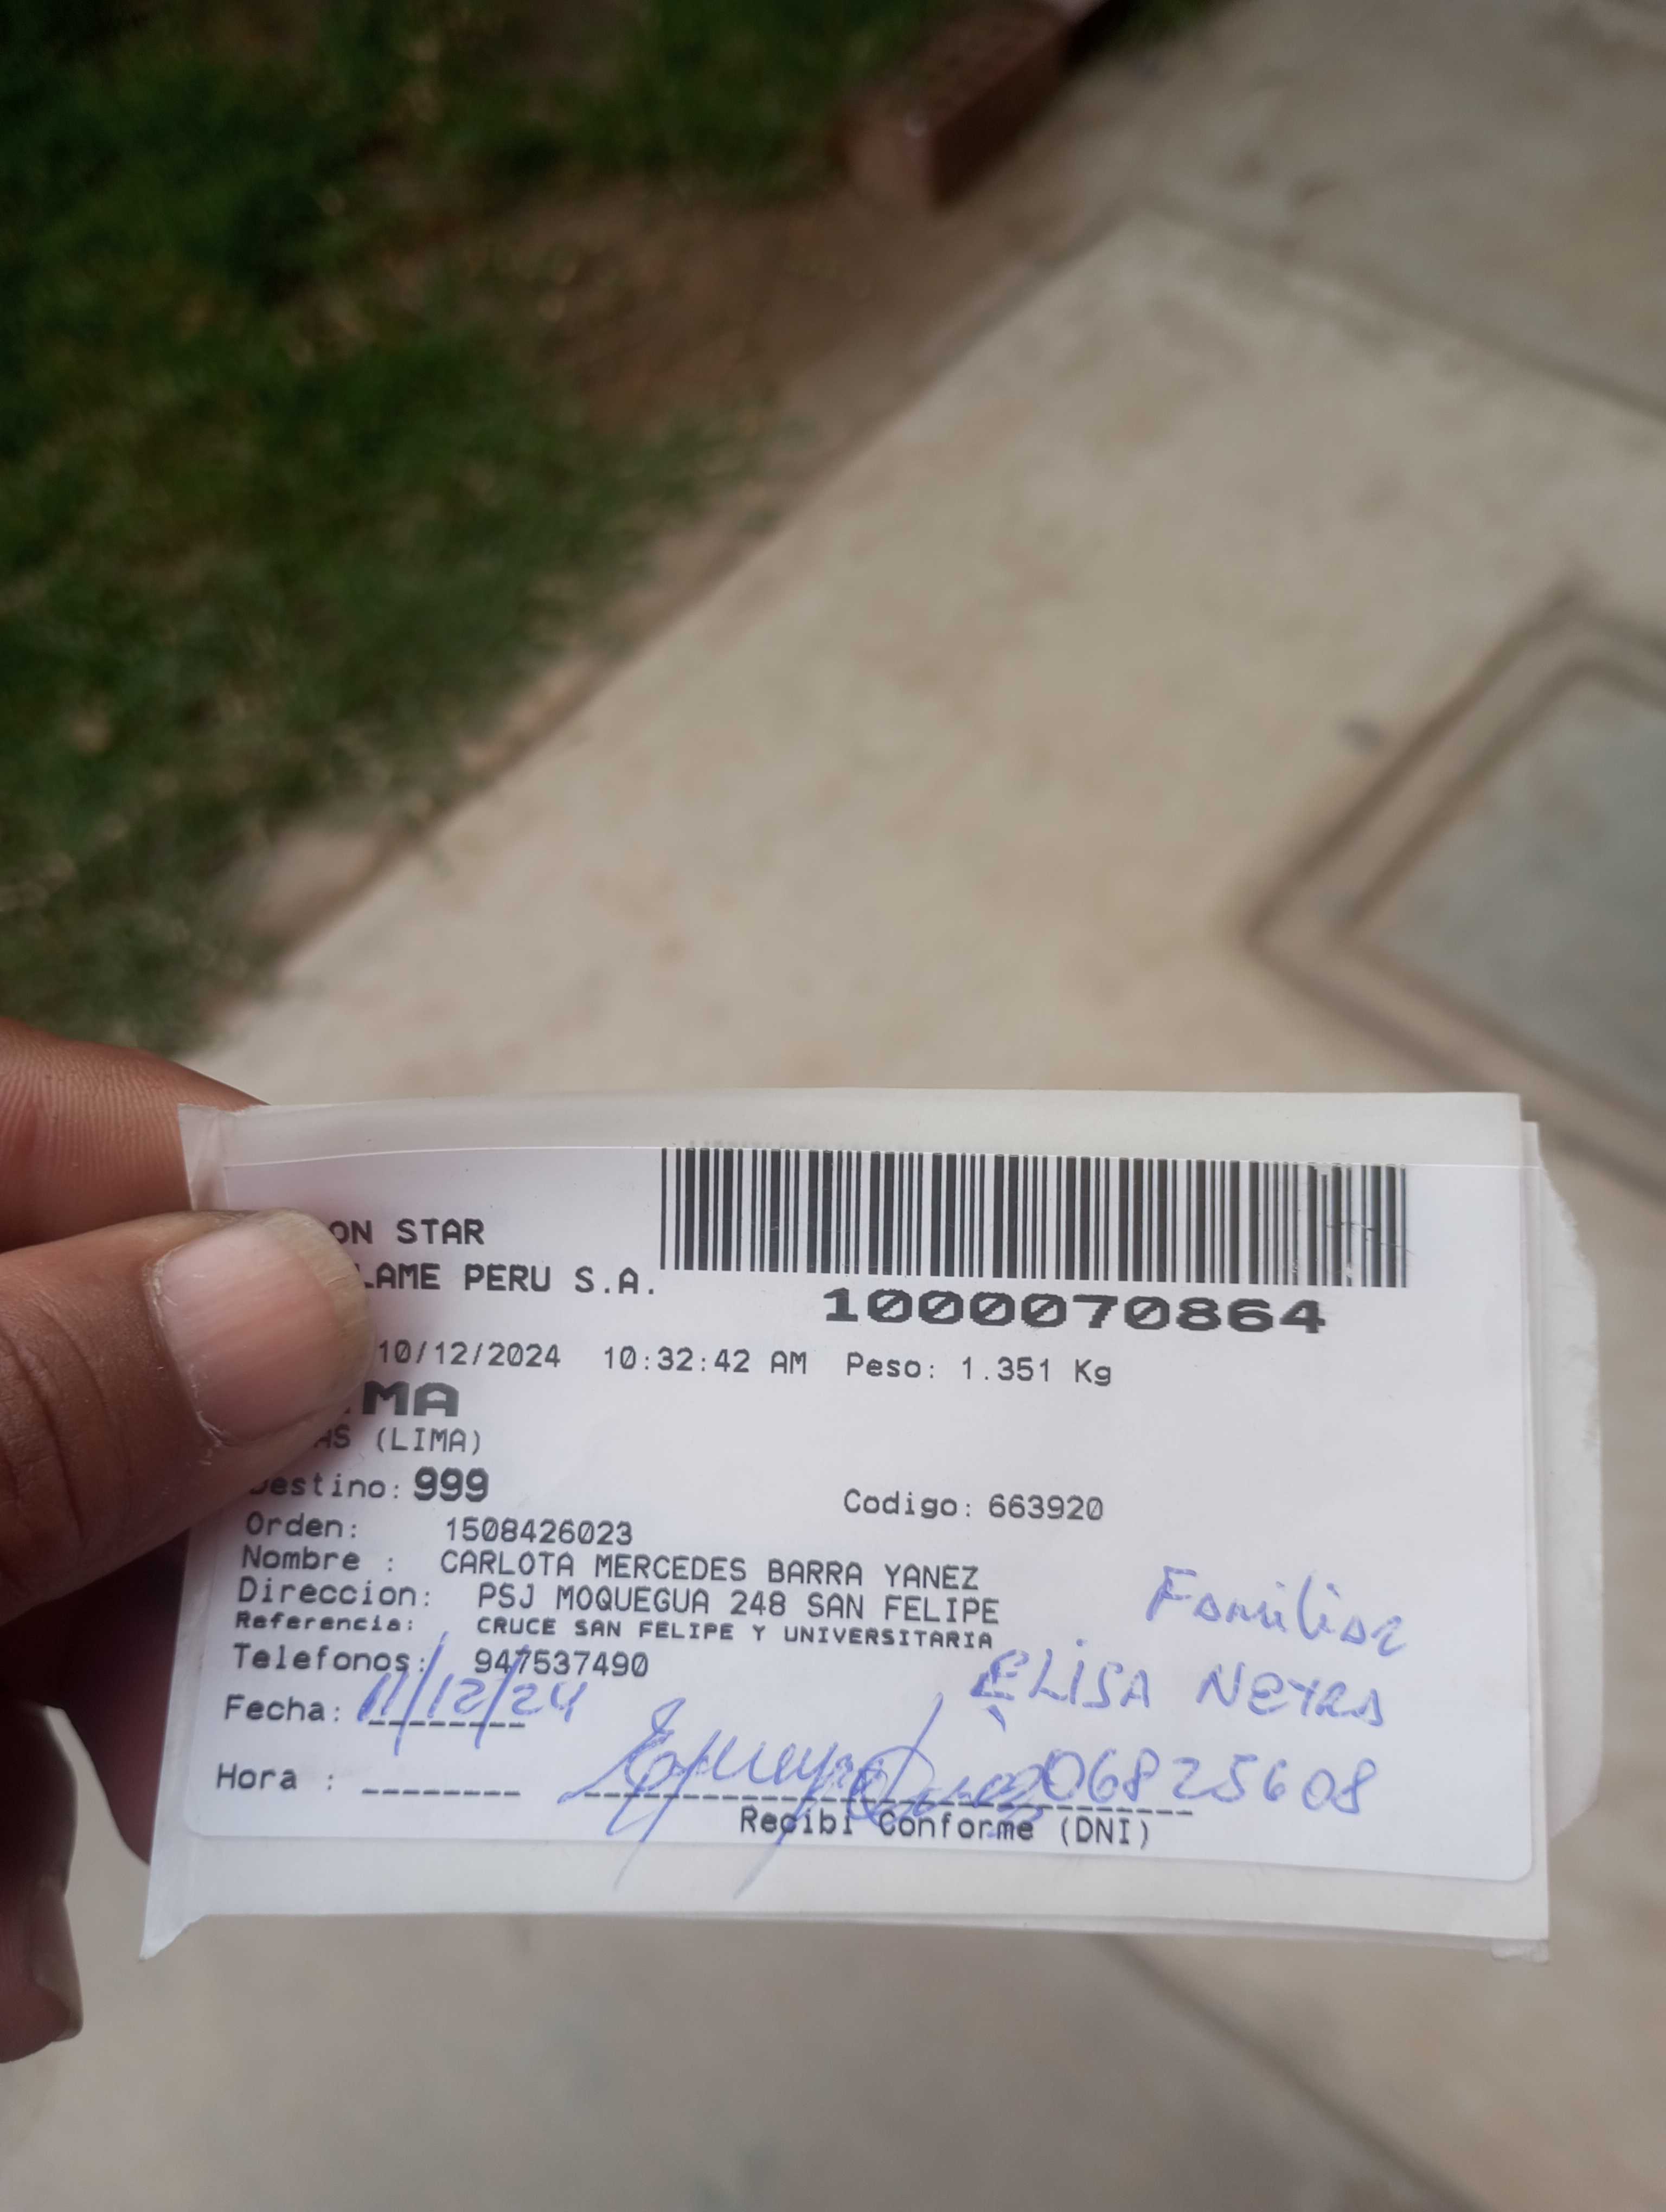 ON STAR
LAME PERU S.A.
1000070864
10/12/2024 10:32:42 AM Peso: 1.351 Kg
MA
AS (LIMA)
Destino: 999
Codigo: 663920
Orden: 1508426023
Nombre : CARLOTA MERCEDES BARRA YANEZ
Direccion: PSJ MOQUEGUA 248 SAN FELIPE
Referencia: CRUCE SAN FELIPE Y UNIVERSITARIA
Telefonos: 947537490
Familiar
ELISA NEYRA
Fecha: 11/12/24
06825608
Hora : --------
Recibi Conforme (DNI)